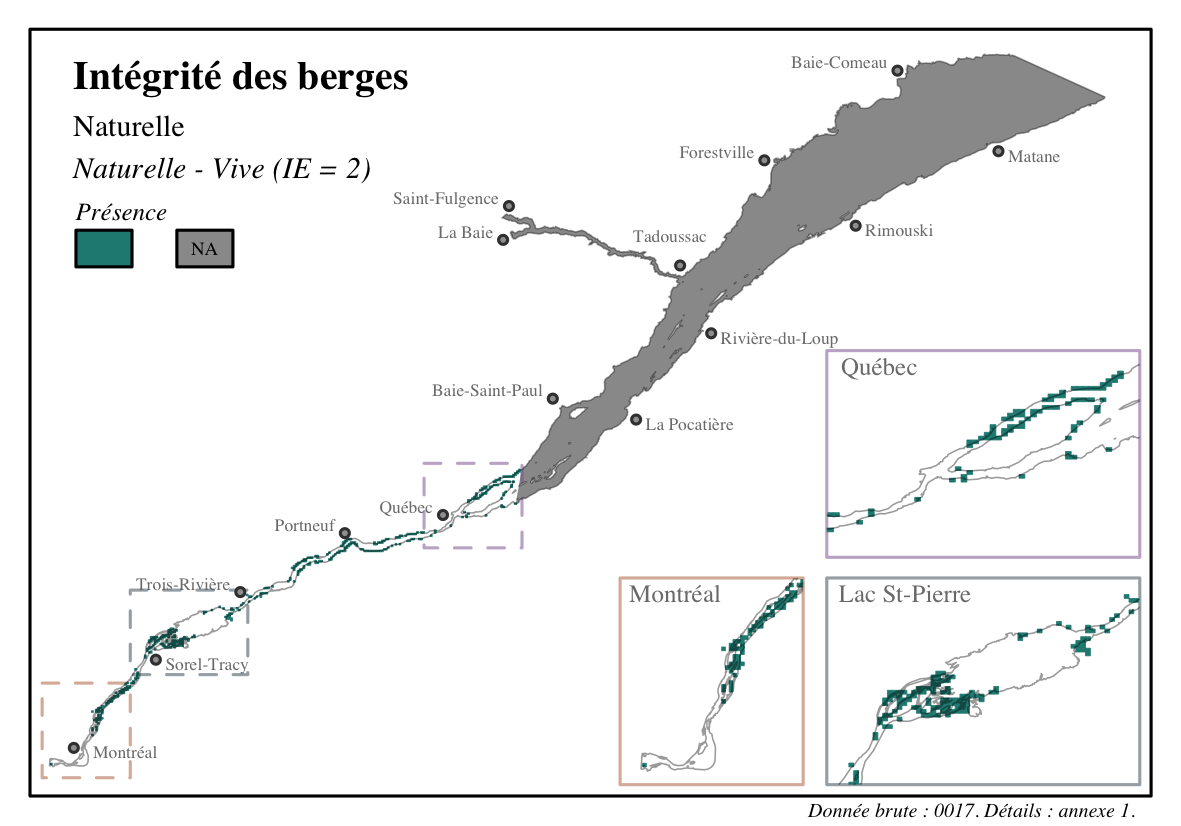 Intégrité des berges
Naturelle
Naturelle - Vive (IE = 2)
Présence
NA
Baie-Comeau
Forestville
Matane
Saint-Fulgence
La Baie
Tadoussac
Rimouski
Rivière-du-Loup
Baie-Saint-Paul
La Pocatière
Québec
Portneuf
Trois-Rivière
Sorel-Tracy
Montréal
Québec
Montréal
Lac St-Pierre
Donnée brute : 0017. Détails : annexe 1.